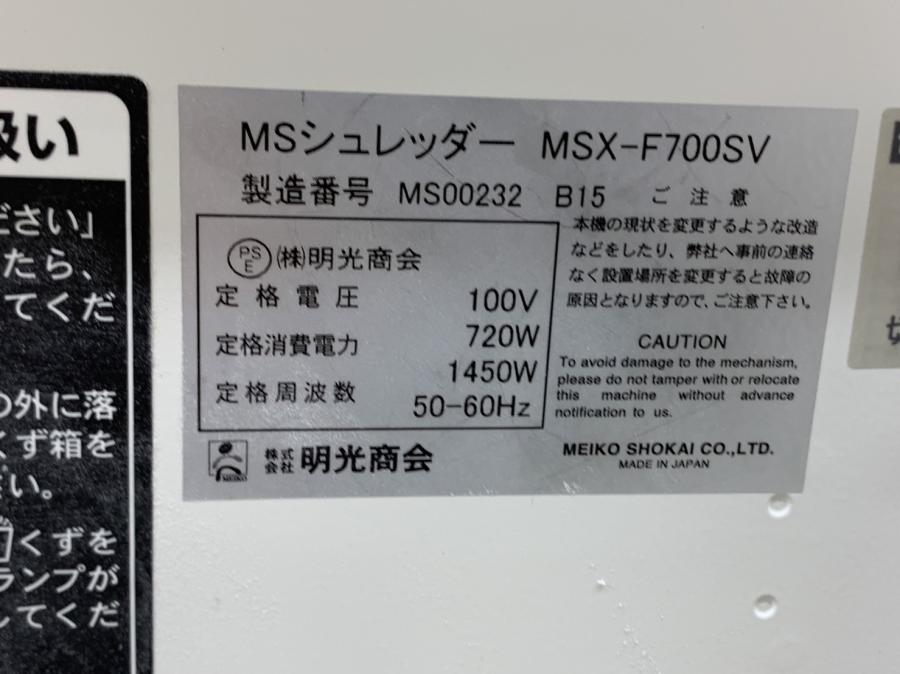 扱い
ださい」
たら、
てくだ
の外に落
くず箱を
さい。
くずを
ランプが
してくだ
MSシュレッダー MSX-F700SV
製造番号 MS00232 B15
PSE ㈱明光商会
定格電圧 100V
定格消費電力 720W
1450W
定格周波数 50-60Hz
株式会社 明光商会
MEIKO
ご注意
本機の現状を変更するような改造
などをしたり、弊社へ事前の連絡
なく設置場所を変更すると故障の
原因となりますので、ご注意下さい。
CAUTION
To avoid damage to the mechanism,
please do not tamper with or relocate
this machine without advance
notification to us.
MEIKO SHOKAI CO.,LTD.
MADE IN JAPAN